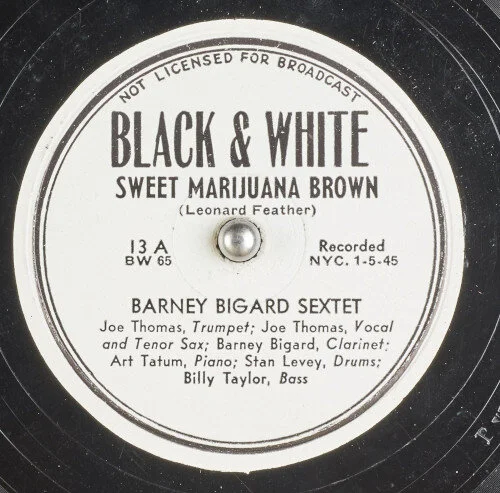 NOT LICENSED FOR BROADCAST
BLACK & WHITE
SWEET MARIJUANA BROWN
(Leonard Feather)
13 A
BW 65
Recorded
NYC. 1-5-45
BARNEY BIGARD SEXTET
Joe Thomas, Trumpet; Joe Thomas, Vocal
and Tenor Sax; Barney Bigard, Clarinet;
Art Tatum, Piano; Stan Levey, Drums;
Billy Taylor, Bass